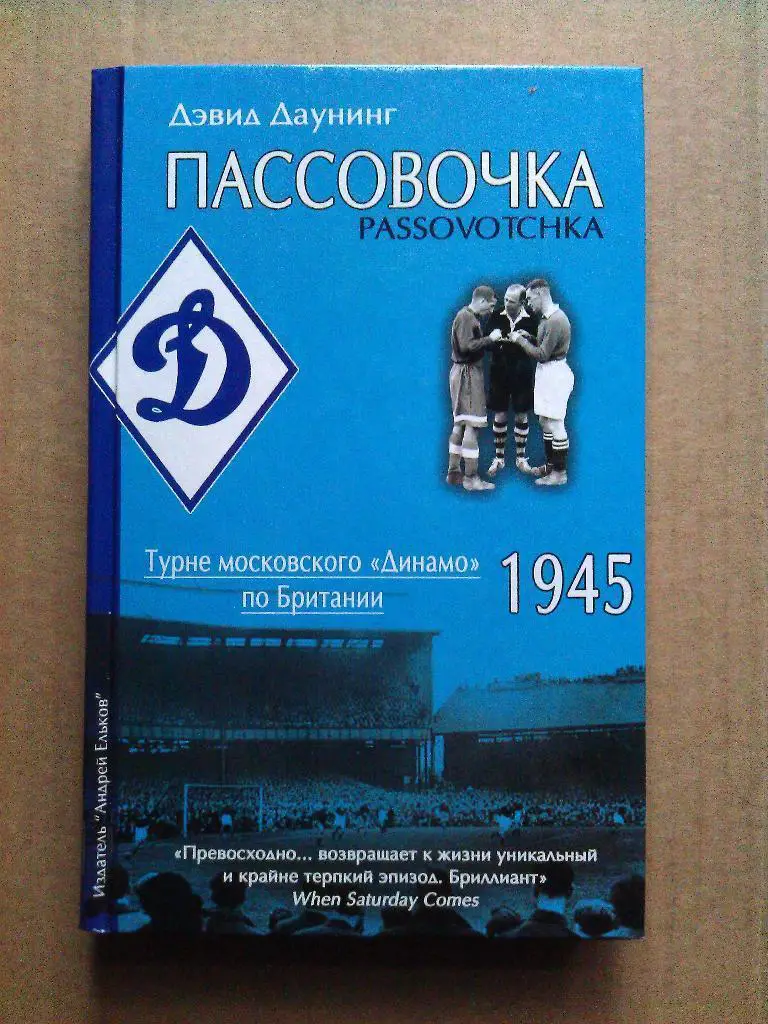 Дэвид Даунинг
ПАССОВОЧКА
PASSOVOTCHKA
D
Турне московского «Динамо»
по Британии
1945
Издатель "Андрей Ельков"
«Превосходно... возвращает к жизни уникальный
и крайне терпкий эпизод. Бриллиант»
When Saturday Comes